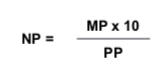 MP x 10
NP =
PP